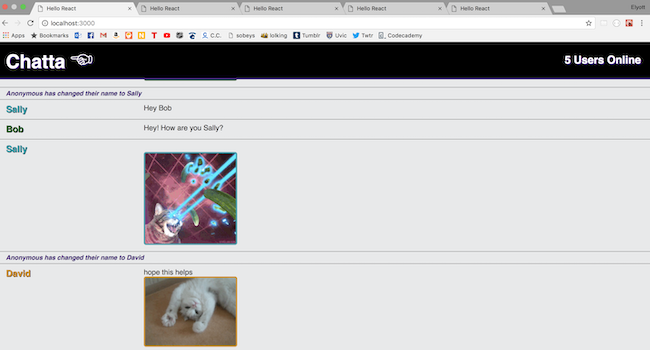 Elyott
Hello React
Hello React
Hello React
Hello React
Hello React
localhost:3000
Apps
Bookmarks
C.C.
sobeys
lolking
Tumblr
Uvic
Twtr
Codecademy
Chatta
5 Users Online
Anonymous has changed their name to Sally
Sally
Hey Bob
Bob
Hey! How are you Sally?
Sally
Anonymous has changed their name to David
David
hope this helps